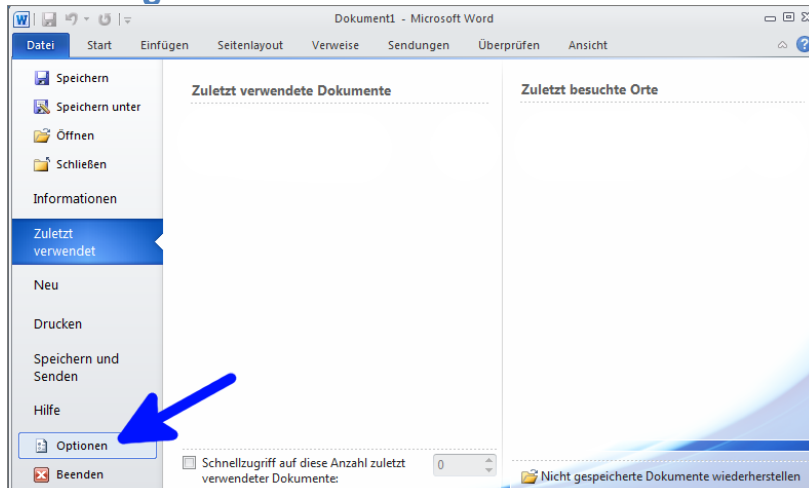 Dokument1 - Microsoft Word
Datei Start Einfügen Seitenlayout Verweise Sendungen Überprüfen Ansicht
Speichern
Speichern unter
Öffnen
Schließen
Informationen
Zuletzt
verwendet
Neu
Drucken
Speichern und
Senden
Hilfe
Optionen
Beenden
Zuletzt verwendete Dokumente
Schnellzugriff auf diese Anzahl zuletzt
verwendeter Dokumente:
0
Zuletzt besuchte Orte
Nicht gespeicherte Dokumente wiederherstellen